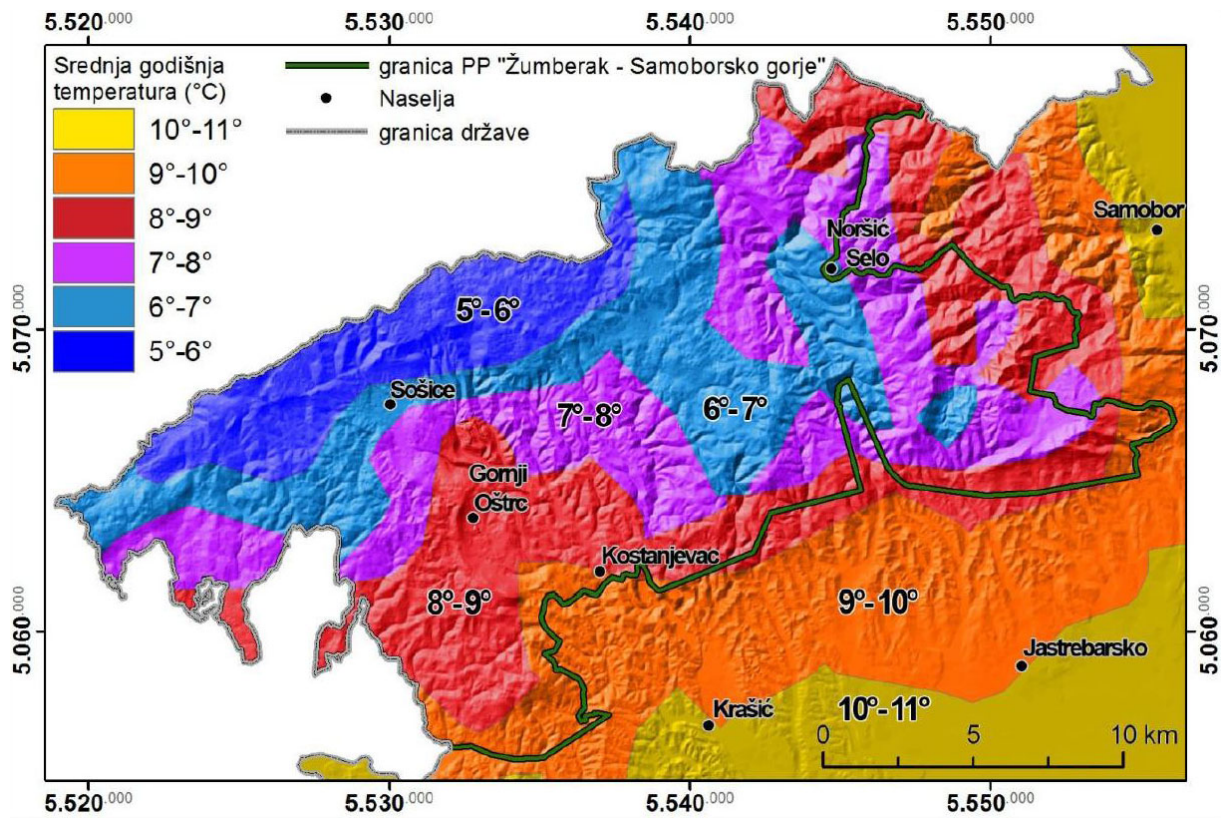 5.520.000 5.530.000 5.540.000 5.550.000
Srednja godišnja
temperatura (°C)
10°-11°
9°-10°
8°-9°
7°-8°
6°-7°
5°-6°
granica PP "Žumberak - Samoborsko gorje"
Naselja
granica države
Samobor
Noršić
Selo
5°-6°
5.070.000
5.070.000
Sošice
7°-8°
6°-7°
Gornji
Oštrc
Kostanjevac
8°-9°
9°-10°
5.060.000
5.060.000
Jastrebarsko
Krašić
10°-11°
0 5 10 km
5.520.000 5.530.000 5.540.000 5.550.000